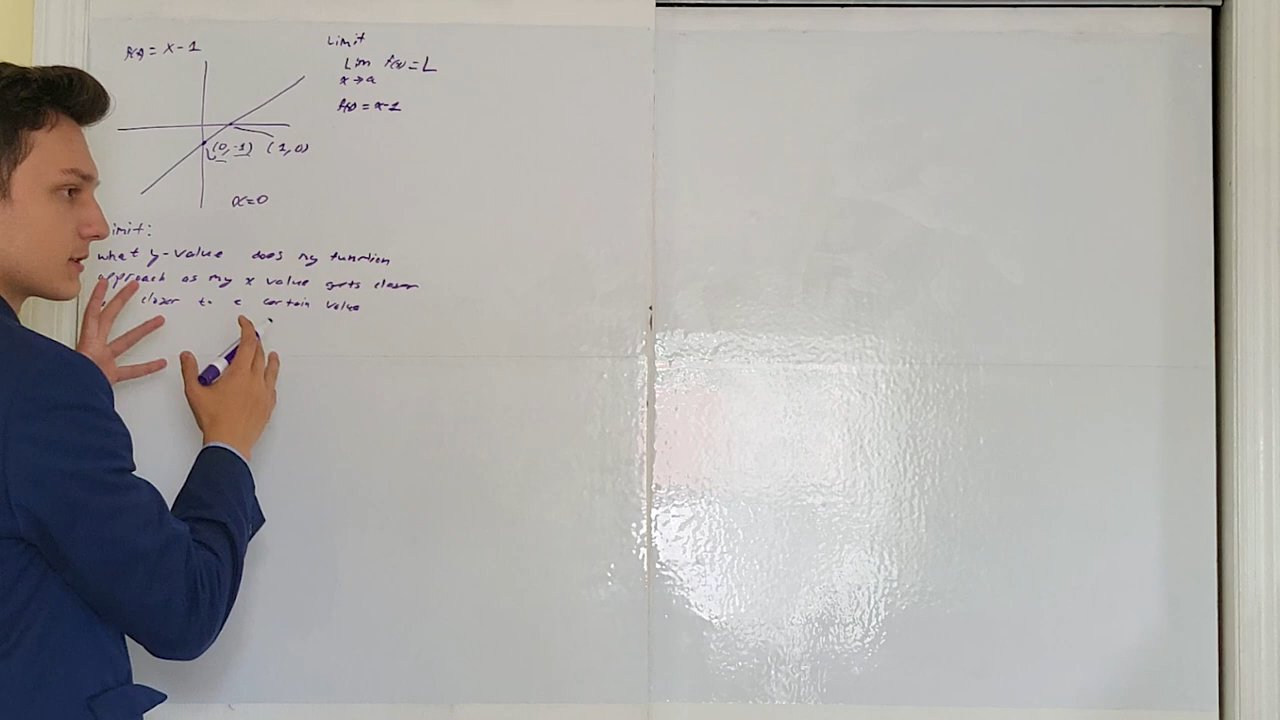 f(x) = x-1
(0,-1) (1,0)
x=0
Limit
Lim f(x) = L
x→a
f(x) = x-1
imit:
what y-value does my function
approach as my x value gets closer
closer to a certain value